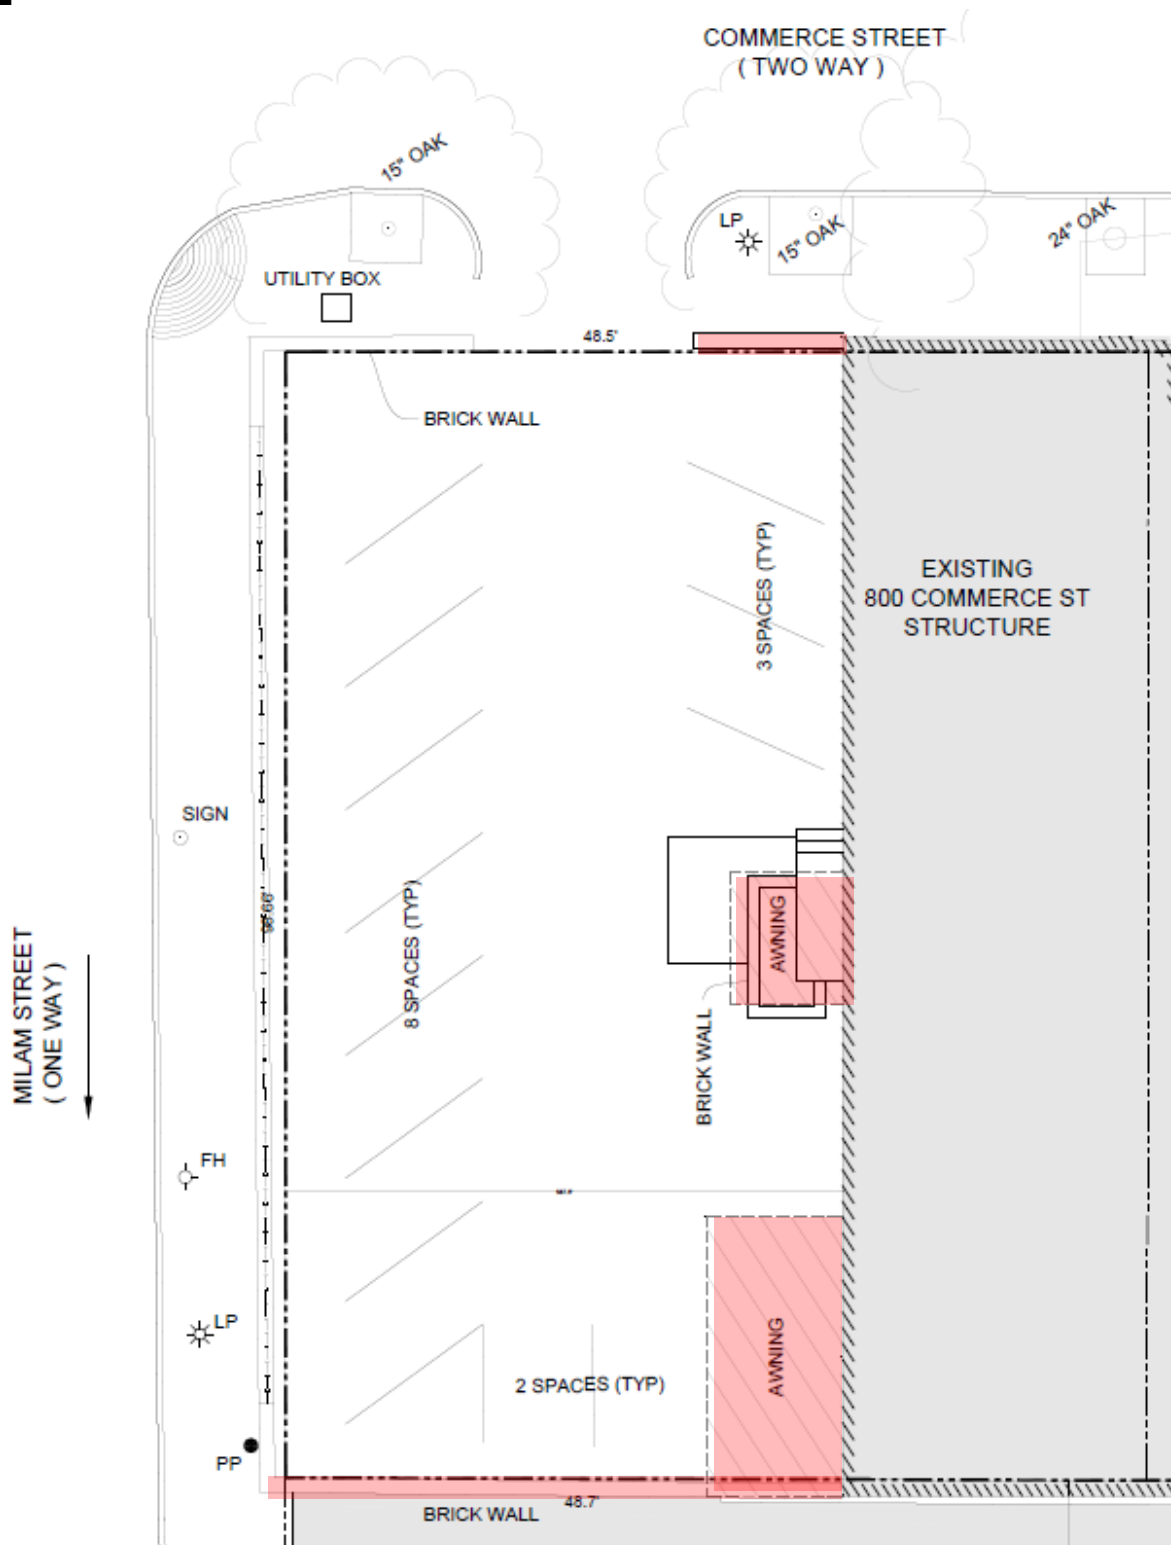 COMMERCE STREET
( TWO WAY )
15" OAK
LP
15" OAK
24" OAK
UTILITY BOX
48.5'
BRICK WALL
3 SPACES (TYP)
EXISTING
800 COMMERCE ST
STRUCTURE
SIGN
8 SPACES (TYP)
AWNING
MILAM STREET
( ONE WAY )
BRICK WALL
FH
LP
AWNING
2 SPACES (TYP)
PP
48.7'
BRICK WALL